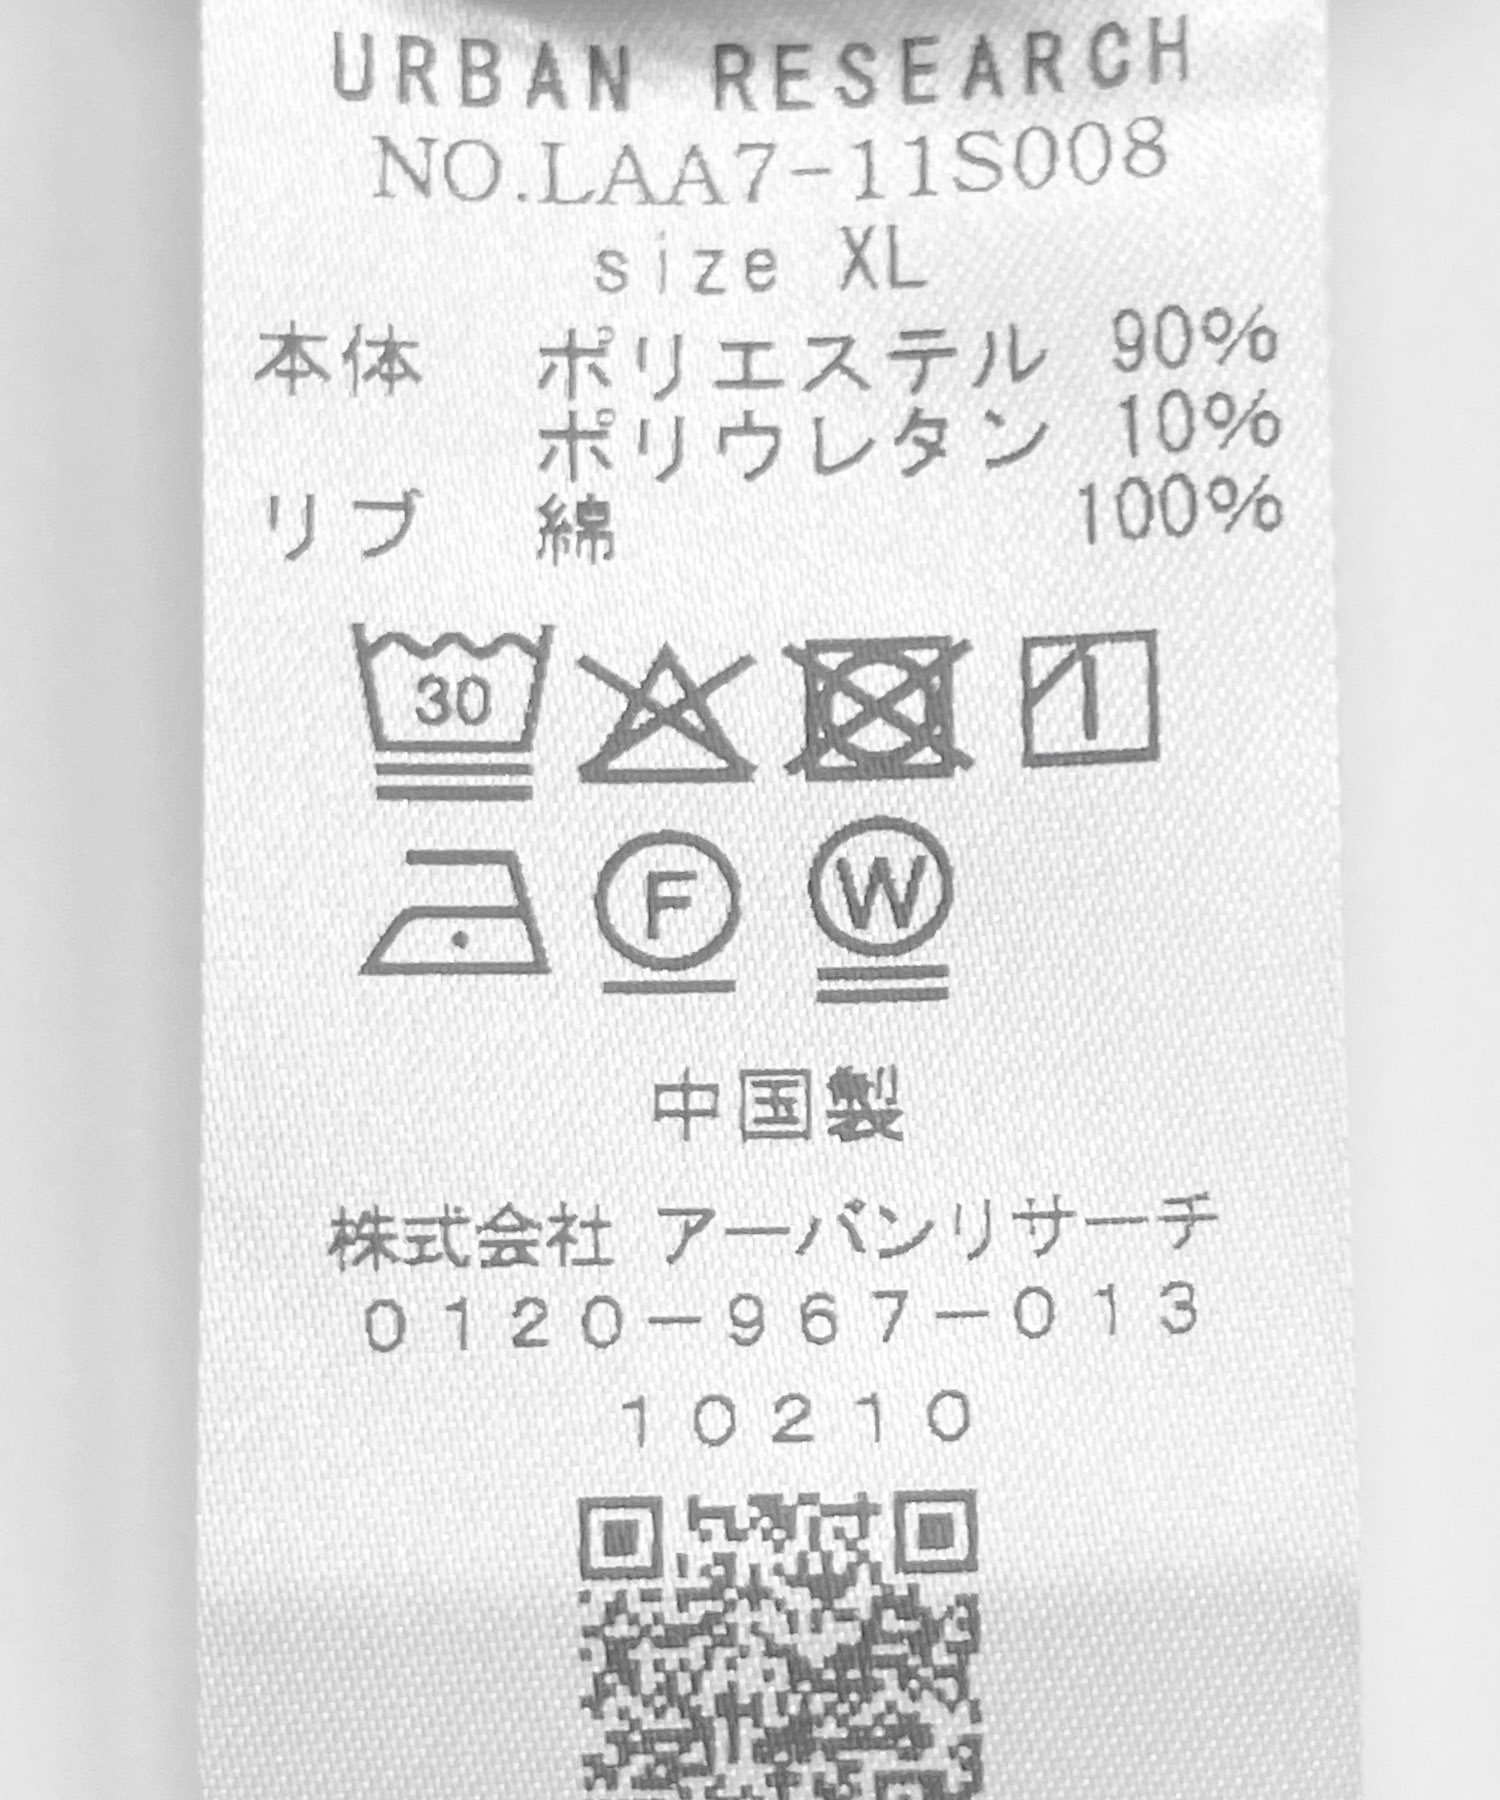 URBAN RESEARCH
NO.LAA7-11S008
size XL
本体 ポリエステル 90%
ポリウレタン 10%
リブ 綿 100%
30
F
W
中国製
株式会社 アーバンリサーチ
0120-967-013
10210